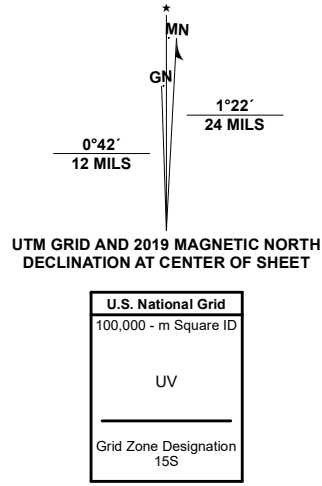 ★
MN
GN
1°22´
24 MILS
0°42´
12 MILS
UTM GRID AND 2019 MAGNETIC NORTH
DECLINATION AT CENTER OF SHEET
U.S. National Grid
100,000 - m Square ID
UV
Grid Zone Designation
15S